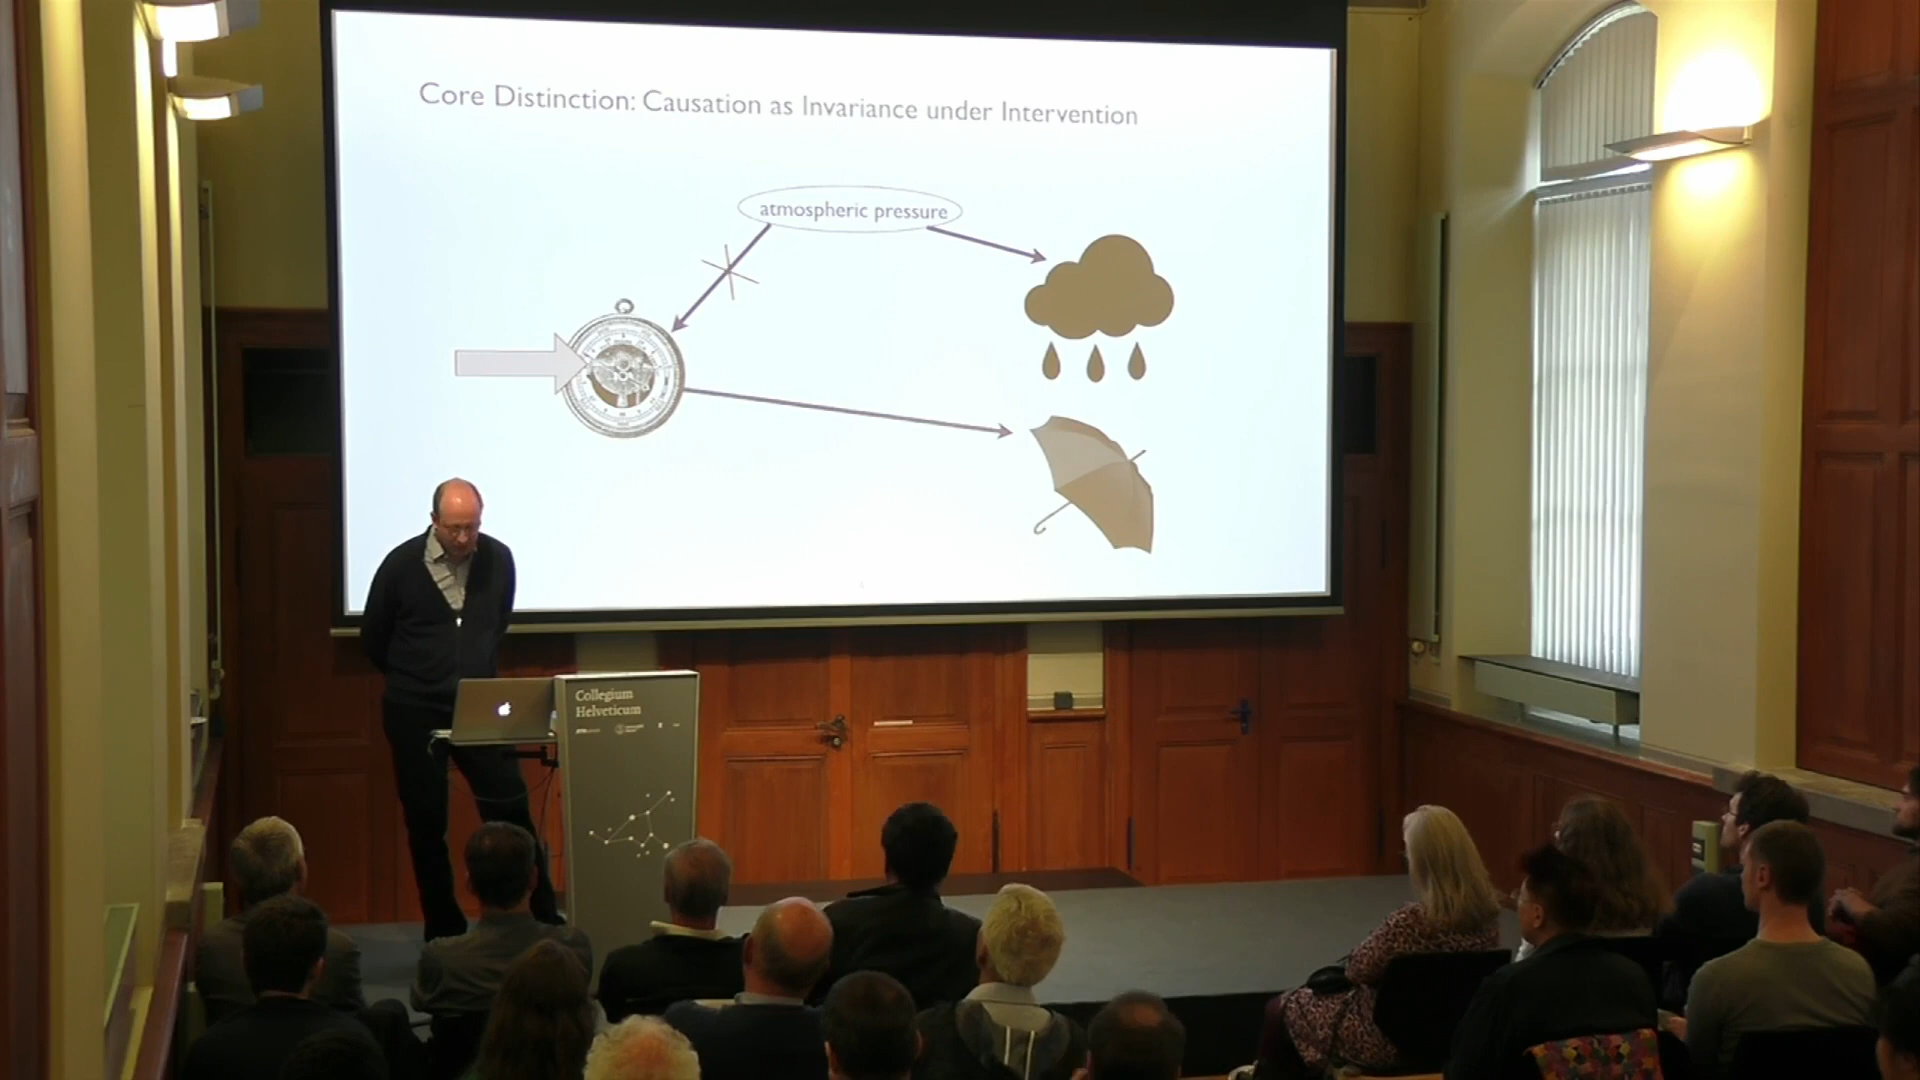 Core Distinction: Causation as Invariance under Intervention
atmospheric pressure
Collegium
Helveticum